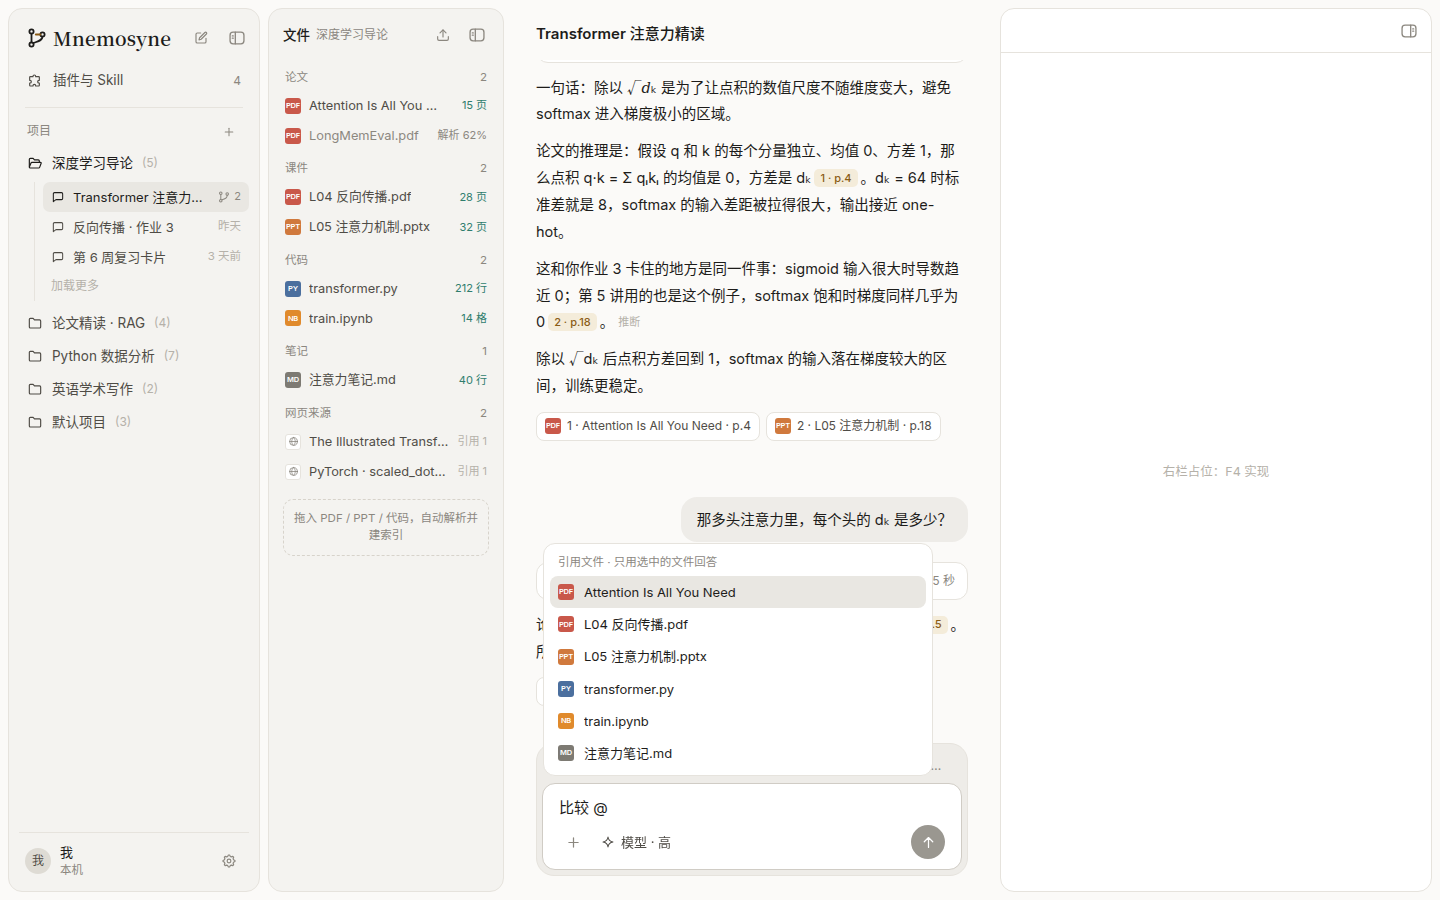 Mnemosyne
插件与 Skill 4
项目
深度学习导论 (5)
Transformer 注意力... 2
反向传播 · 作业 3 昨天
第 6 周复习卡片 3 天前
加载更多
论文精读 · RAG (4)
Python 数据分析 (7)
英语学术写作 (2)
默认项目 (3)
我 我
本机
文件 深度学习导论
论文 2
PDF Attention Is All You ... 15 页
PDF LongMemEval.pdf 解析 62%
课件 2
PDF L04 反向传播.pdf 28 页
PPT L05 注意力机制.pptx 32 页
代码 2
PY transformer.py 212 行
NB train.ipynb 14 格
笔记 1
MD 注意力笔记.md 40 行
网页来源 2
The Illustrated Transf... 引用 1
PyTorch · scaled_dot... 引用 1
拖入 PDF / PPT / 代码，自动解析并
建索引
Transformer 注意力精读
一句话：除以 √dₖ 是为了让点积的数值尺度不随维度变大，避免
softmax 进入梯度极小的区域。
论文的推理是：假设 q 和 k 的每个分量独立、均值 0、方差 1，那
么点积 q·k = Σ qᵢkᵢ 的均值是 0，方差是 dₖ 1 · p.4 。dₖ = 64 时标
准差就是 8，softmax 的输入差距被拉得很大，输出接近 one-
hot。
这和你作业 3 卡住的地方是同一件事：sigmoid 输入很大时导数趋
近 0；第 5 讲用的也是这个例子，softmax 饱和时梯度同样几乎为
0 2 · p.18 。 推断
除以 √dₖ 后点积方差回到 1，softmax 的输入落在梯度较大的区
间，训练更稳定。
PDF 1 · Attention Is All You Need · p.4 PPT 2 · L05 注意力机制 · p.18
那多头注意力里，每个头的 dₖ 是多少？
5 秒
.5 。
引用文件 · 只用选中的文件回答
PDF Attention Is All You Need
PDF L04 反向传播.pdf
PPT L05 注意力机制.pptx
PY transformer.py
NB train.ipynb
MD 注意力笔记.md
...
比较 @
模型 · 高
右栏占位：F4 实现